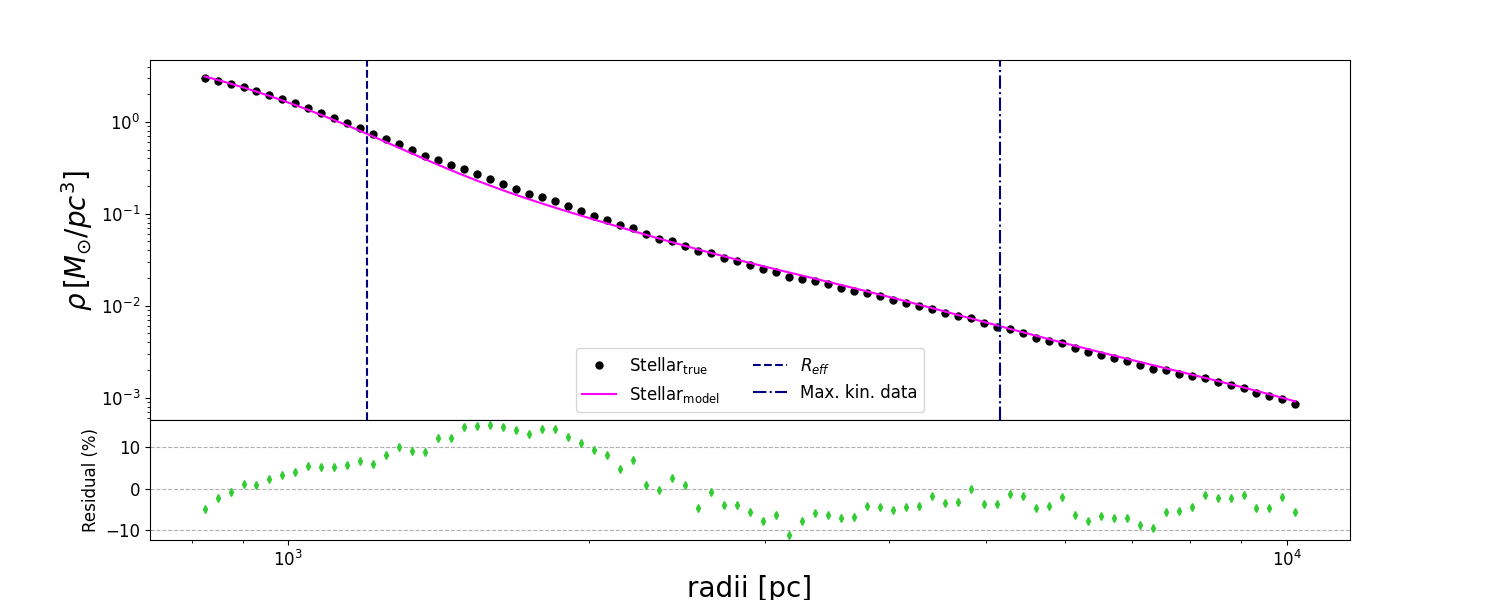 10⁰
10⁻¹
10⁻²
10⁻³
ρ [M⊙/pc³]
Stellar_true
Stellar_model
R_eff
Max. kin. data
10
0
−10
Residual (%)
10³
10⁴
radii [pc]